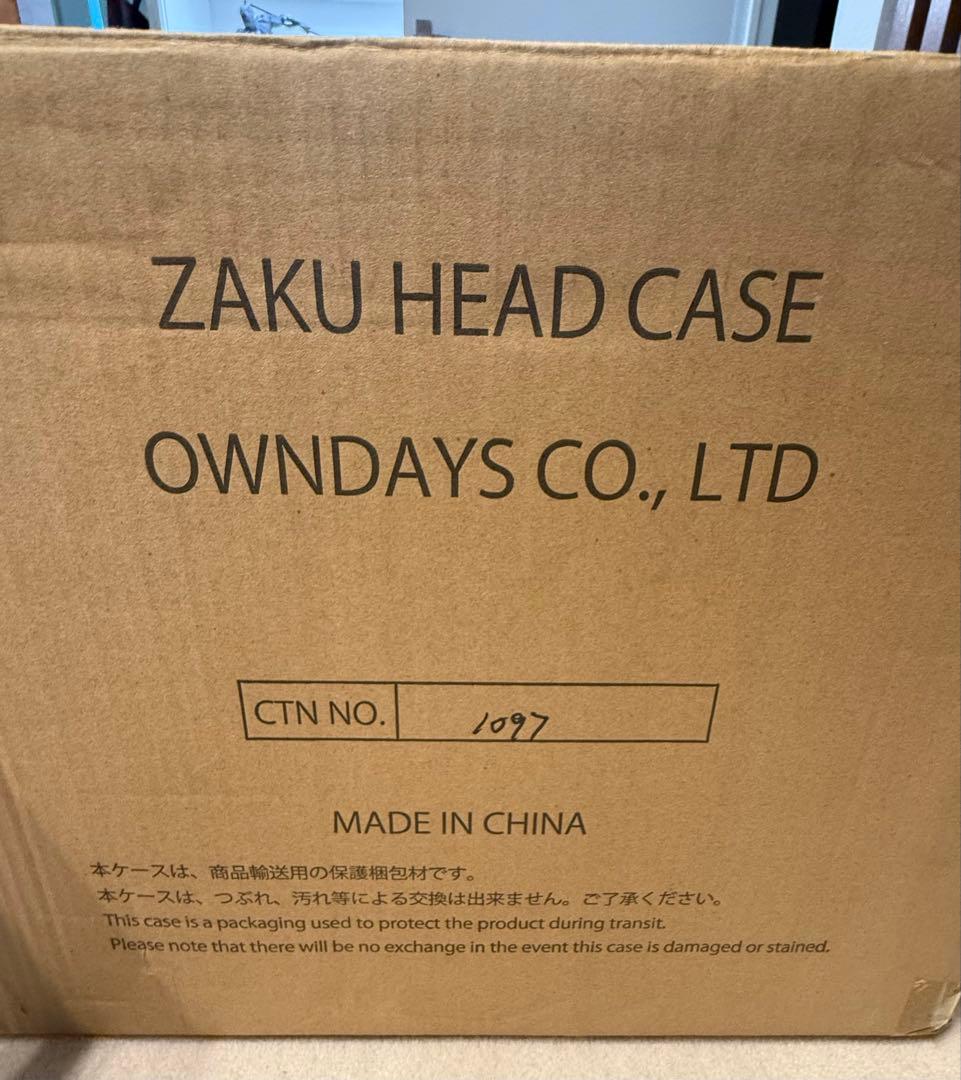 ZAKU HEAD CASE
OWNDAYS CO., LTD
CTN NO. 1097
MADE IN CHINA
本ケースは、商品輸送用の保護梱包材です。
本ケースは、つぶれ、汚れ等による交換は出来ません。ご了承ください。
This case is a packaging used to protect the product during transit.
Please note that there will be no exchange in the event this case is damaged or stained.